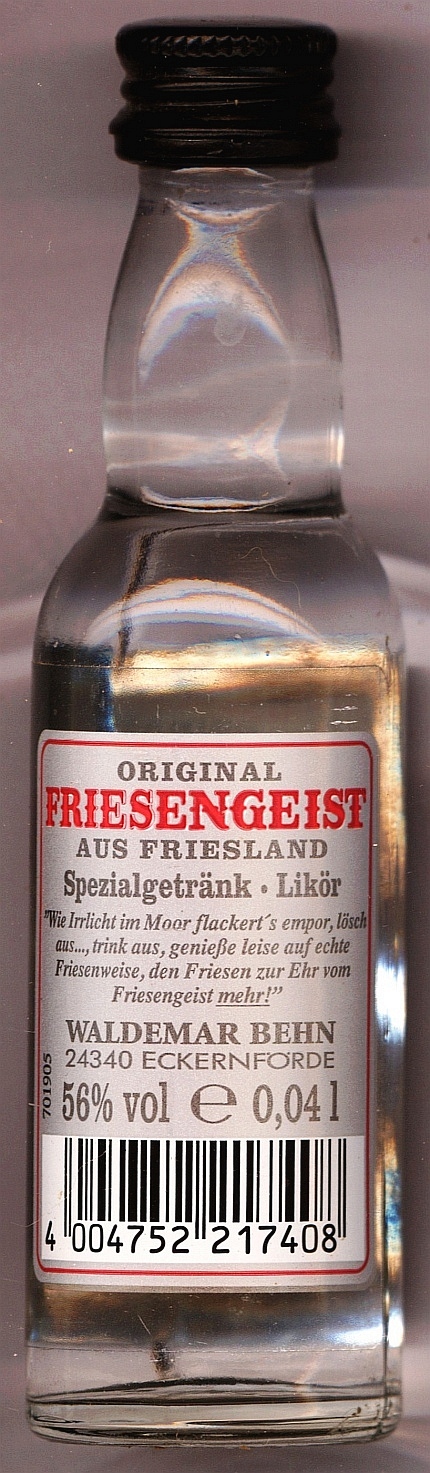 ORIGINAL
FRIESENGEIST
AUS FRIESLAND
Spezialgetränk • Likör
"Wie Irrlicht im Moor flackert´s empor, lösch
aus..., trink aus, genieße leise auf echte
Friesenweise, den Friesen zur Ehr vom
Friesengeist mehr!”
WALDEMAR BEHN
24340 ECKERNFÖRDE
701905
56% vol ℮ 0,04 l
4 004752 217408